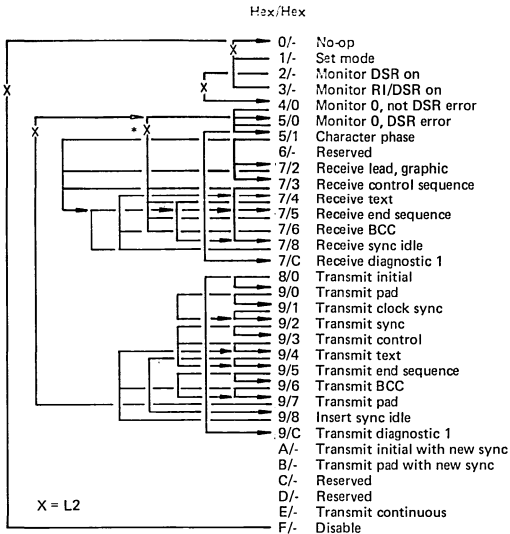 Hex/Hex
0/- No-op
1/- Set mode
2/- Monitor DSR on
3/- Monitor RI/DSR on
4/0 Monitor 0, not DSR error
5/0 Monitor 0, DSR error
5/1 Character phase
6/- Reserved
7/2 Receive lead, graphic
7/3 Receive control sequence
7/4 Receive text
7/5 Receive end sequence
7/6 Receive BCC
7/8 Receive sync idle
7/C Receive diagnostic 1
8/0 Transmit initial
9/0 Transmit pad
9/1 Transmit clock sync
9/2 Transmit sync
9/3 Transmit control
9/4 Transmit text
9/5 Transmit end sequence
9/6 Transmit BCC
9/7 Transmit pad
9/8 Insert sync idle
9/C Transmit diagnostic 1
A/- Transmit initial with new sync
B/- Transmit pad with new sync
C/- Reserved
D/- Reserved
E/- Transmit continuous
F/- Disable
X
X
X
X
* X
X = L2